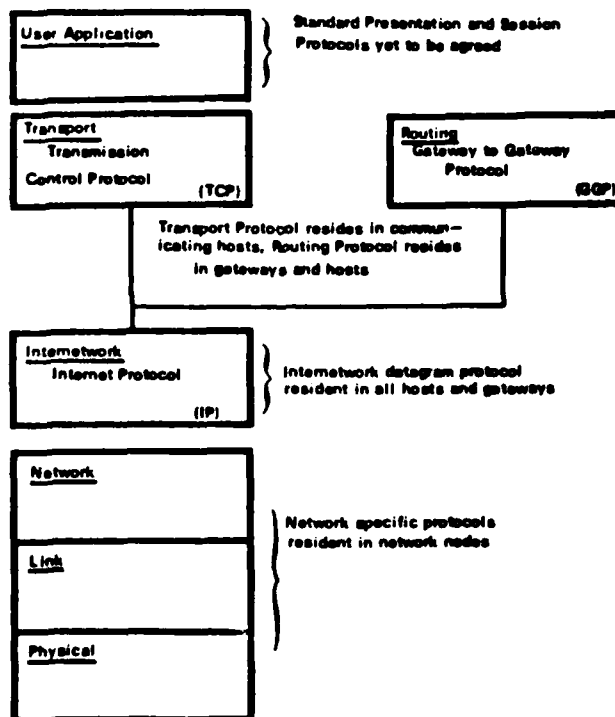 User Application
Standard Presentation and Session
Protocols yet to be agreed
Transport
Transmission
Control Protocol
(TCP)
Routing
Gateway to Gateway
Protocol
(GGP)
Transport Protocol resides in commun-
icating hosts, Routing Protocol resides
in gateways and hosts
Internetwork
Internet Protocol
(IP)
Internetwork datagram protocol
resident in all hosts and gateways
Network
Link
Physical
Network specific protocols
resident in network nodes